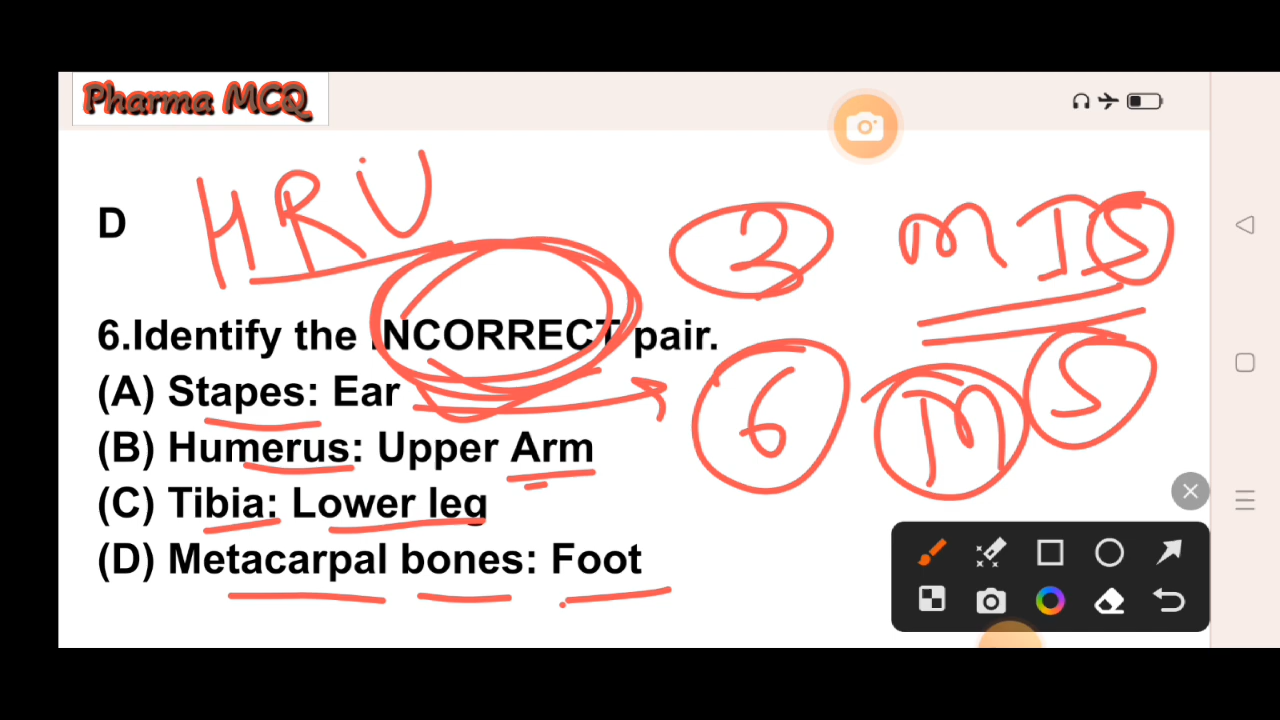 Pharma MCQ
HRU
3 MIS
D
6.Identify the INCORRECT pair.
(A) Stapes: Ear
6 M S
(B) Humerus: Upper Arm
(C) Tibia: Lower leg
(D) Metacarpal bones: Foot